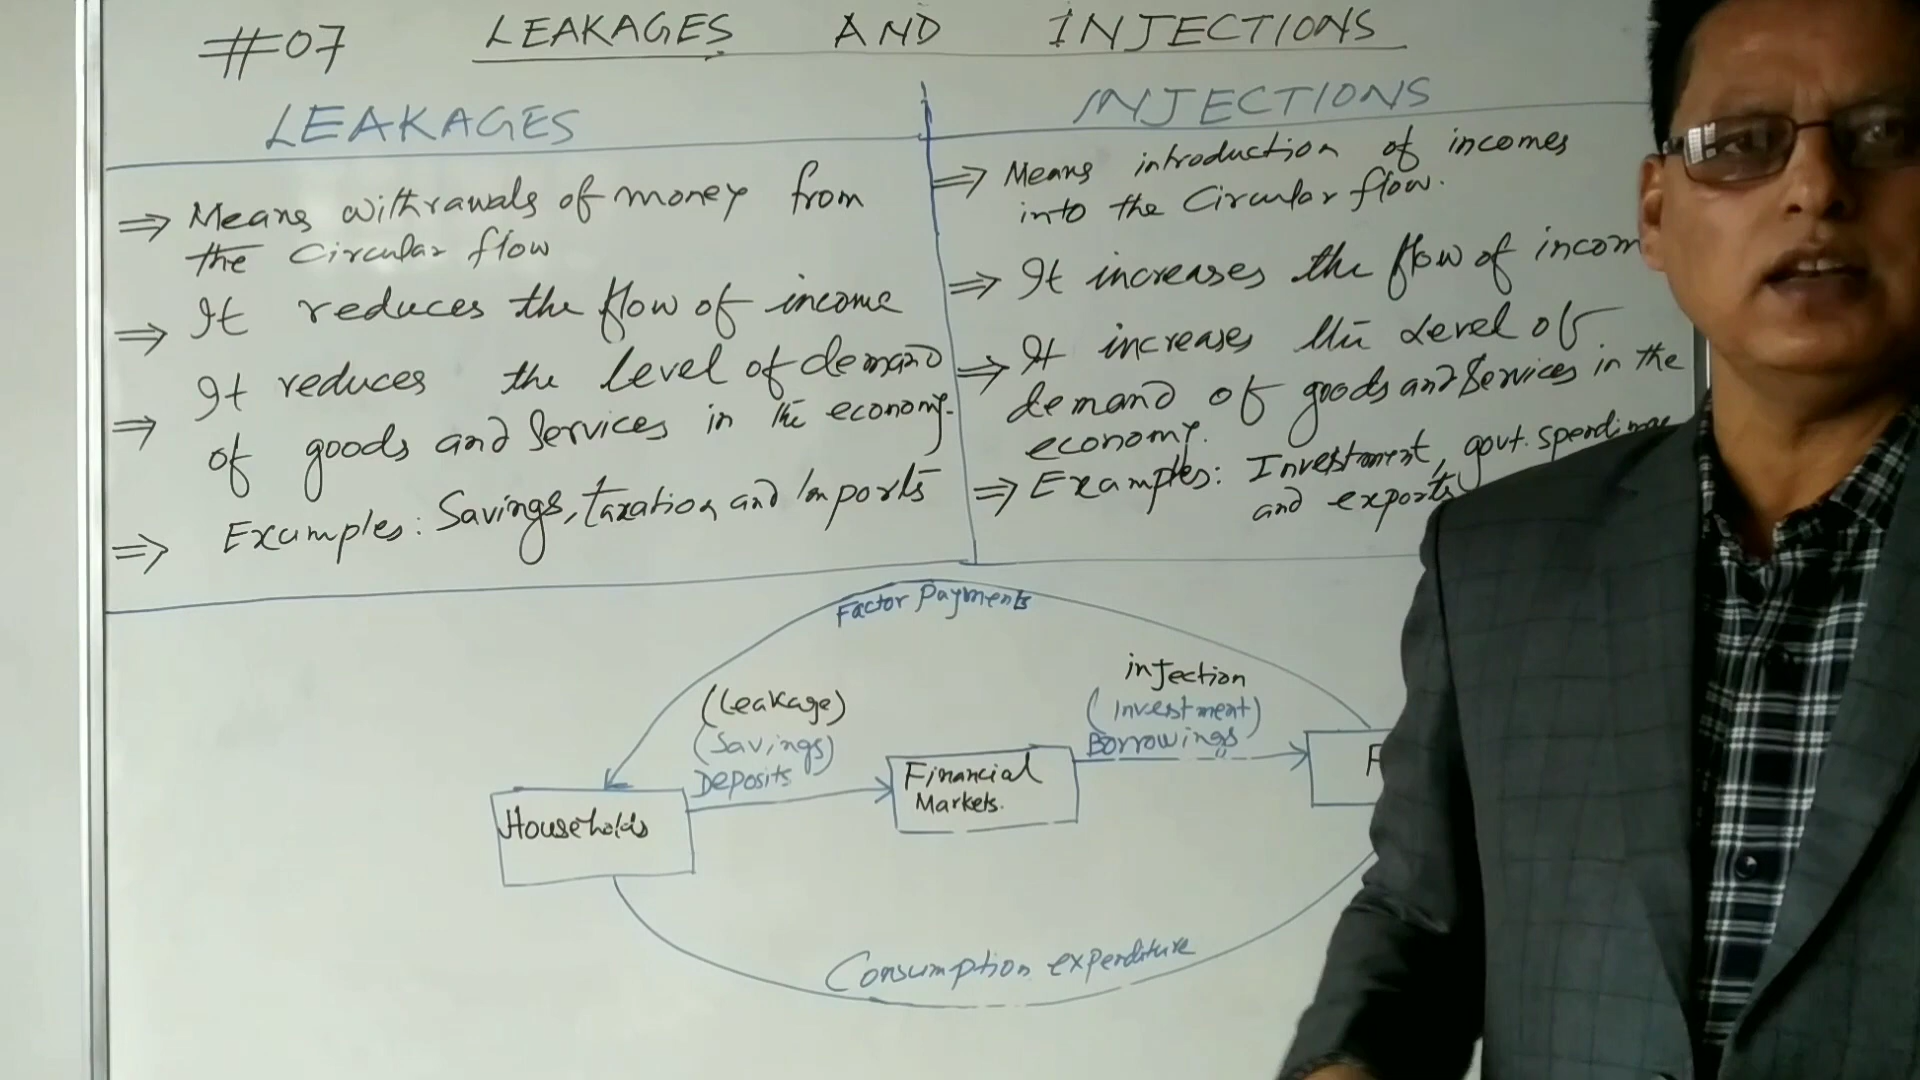 #07 LEAKAGES AND INJECTIONS
LEAKAGES
⇒ Means withrawals of money from
the Circular flow
⇒ It reduces the flow of income
⇒ It reduces the level of demand
of goods and services in the economy.
⇒ Examples: Savings, taxation and Imports
INJECTIONS
⇒ Means introduction of incomes
into the Circular flow.
⇒ It increases the flow of incom
⇒ It increases the Level of
demand of goods and services in the
economy.
⇒ Examples: Investment, govt. spending
and exports
Factor Payments
(Leakage)
(Savings)
Deposits
injection
(Investment)
Borrowings
Households
Financial
Markets.
F
Consumption expenditure